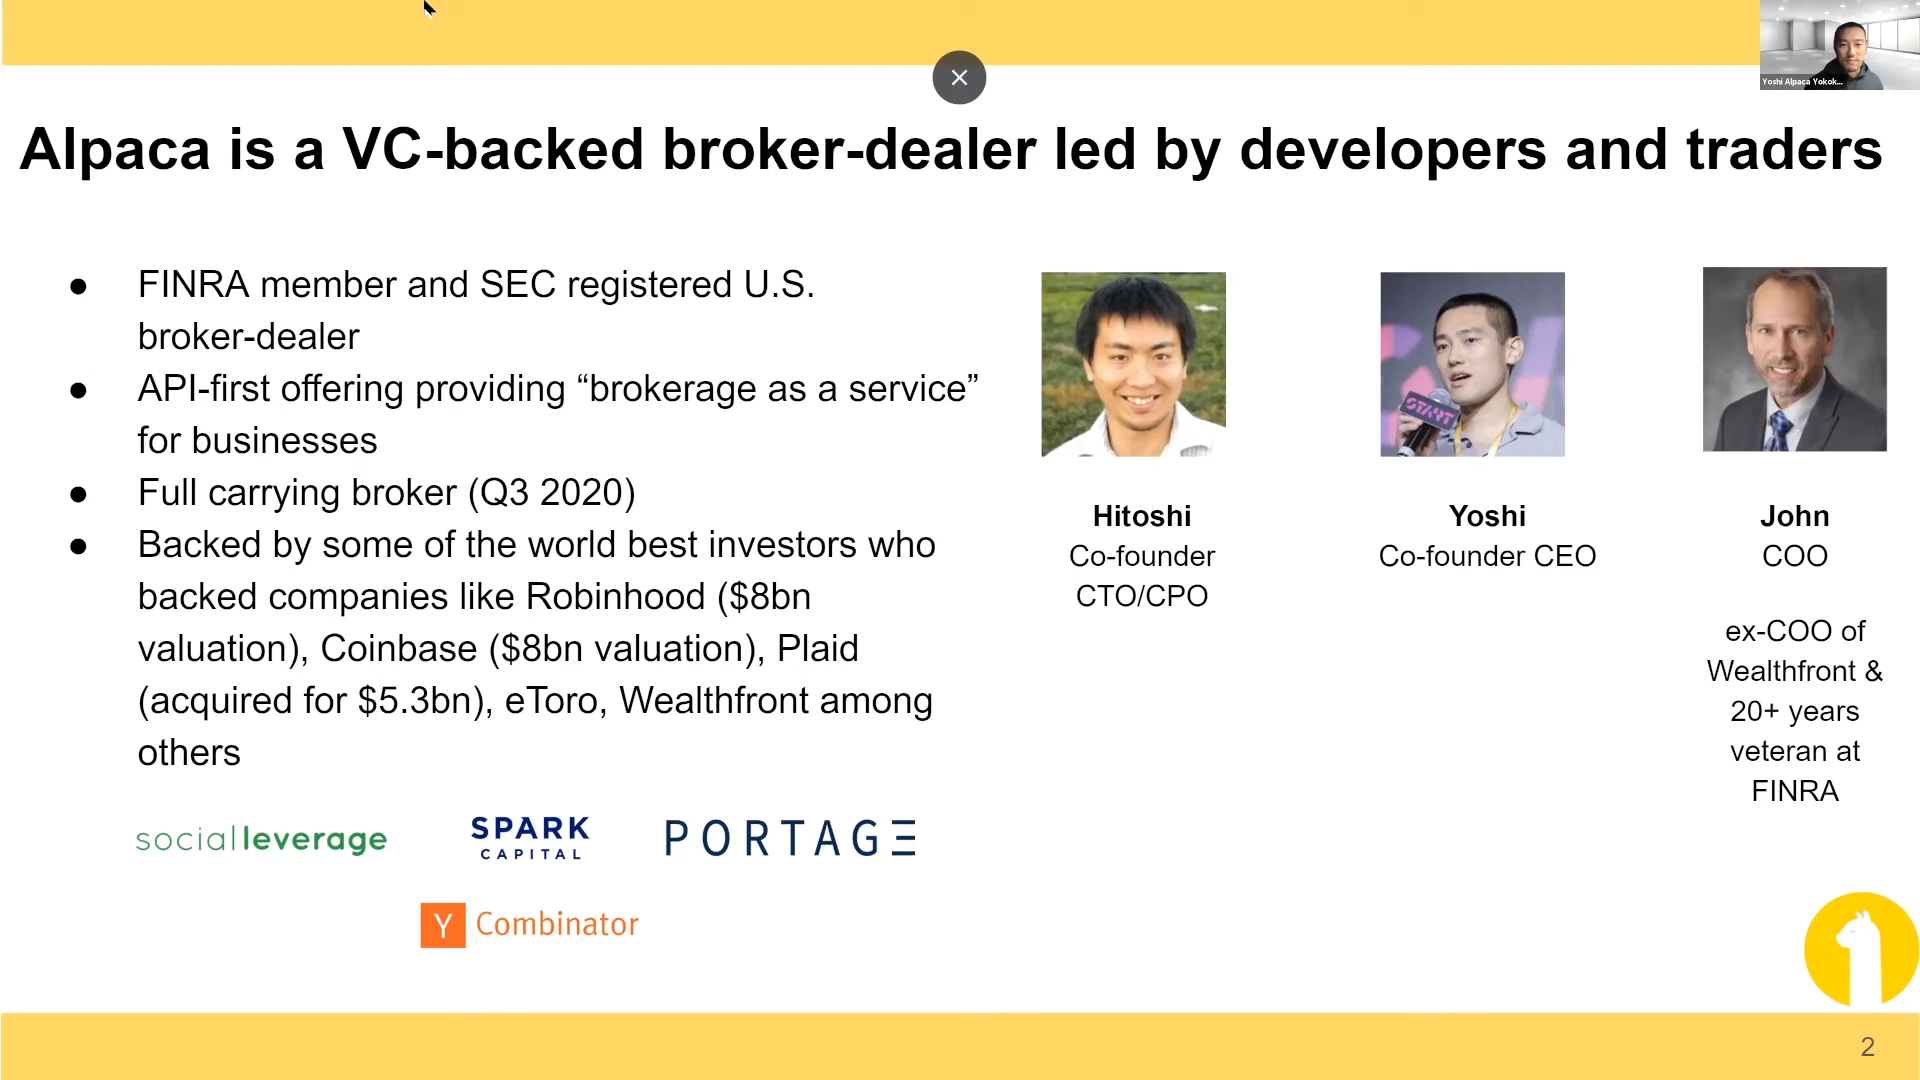 Yoshi Alpaca Yokok...
Alpaca is a VC-backed broker-dealer led by developers and traders
● FINRA member and SEC registered U.S.
broker-dealer
● API-first offering providing “brokerage as a service”
for businesses
● Full carrying broker (Q3 2020)
● Backed by some of the world best investors who
backed companies like Robinhood ($8bn
valuation), Coinbase ($8bn valuation), Plaid
(acquired for $5.3bn), eToro, Wealthfront among
others
socialleverage
SPARK
CAPITAL
PORTAGE
Y Combinator
START
Hitoshi
Co-founder
CTO/CPO
Yoshi
Co-founder CEO
John
COO
ex-COO of
Wealthfront &
20+ years
veteran at
FINRA
2